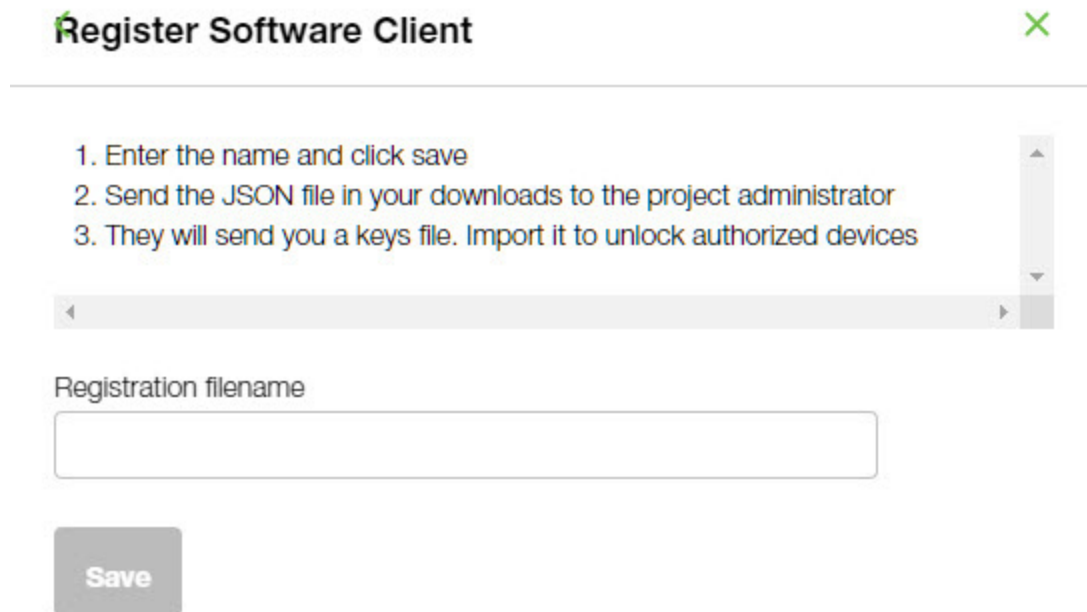 Register Software Client
1. Enter the name and click save
2. Send the JSON file in your downloads to the project administrator
3. They will send you a keys file. Import it to unlock authorized devices
Registration filename
Save